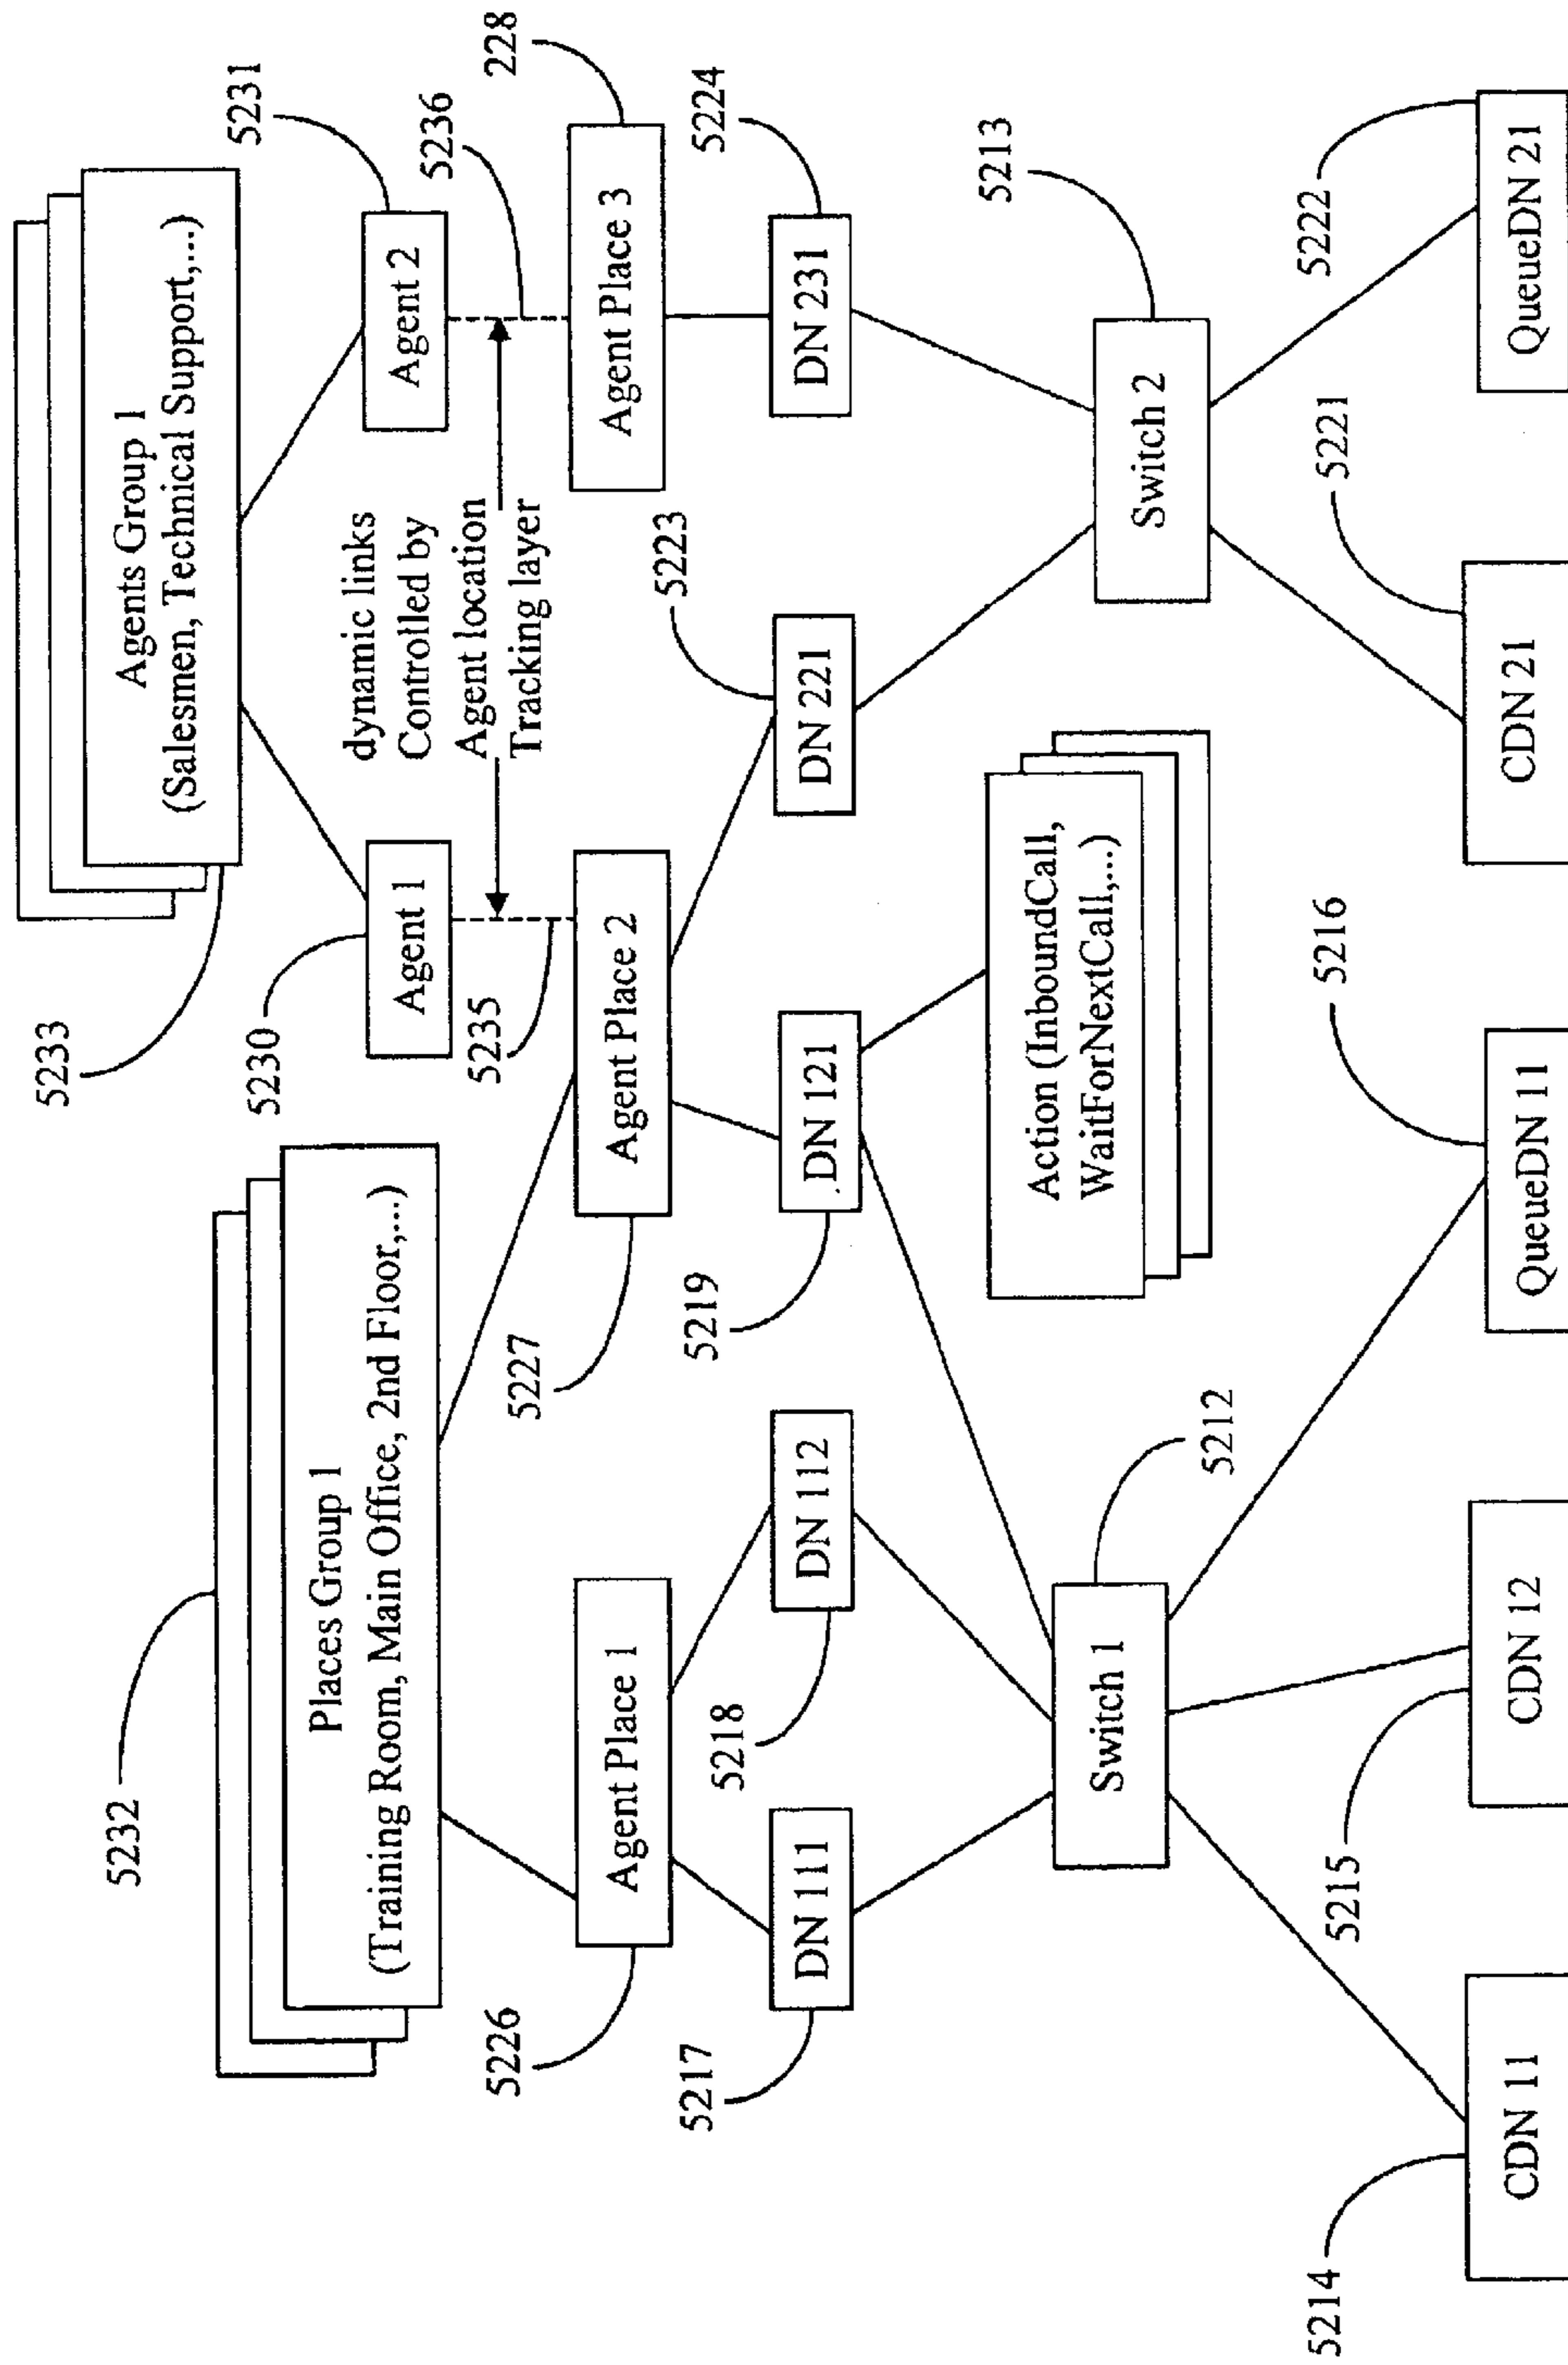 5233
5231
Agents Group 1
(Salesmen, Technical Support,...)
5232
Places Group 1
(Training Room, Main Office, 2nd Floor,...)
5230
Agent 1
Agent 2
5236
dynamic links
Controlled by
Agent location
Tracking layer
5235
228
5226
Agent Place 1
5227
Agent Place 2
Agent Place 3
5217
5218
5219
5223
5224
DN 111
DN 112
DN 121
DN 221
DN 231
Action (InboundCall,
WaitForNextCall,...)
5212
5213
Switch 1
Switch 2
5214
5215
5216
5221
5222
CDN 11
CDN 12
QueueDN 11
CDN 21
QueueDN 21